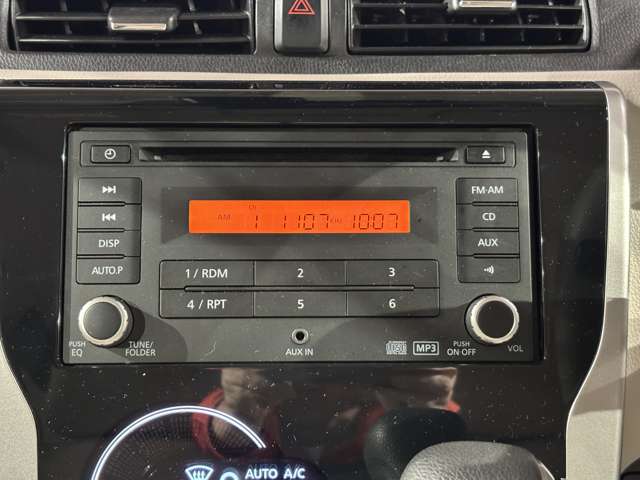 FM·AM
AM 1 1107 kHz 10:07
CD
DISP
AUX
AUTO.P
1 / RDM 2 3
4 / RPT 5 6
PUSH EQ
TUNE/FOLDER
AUX IN
MP3
PUSH ON OFF
VOL
AUTO A/C